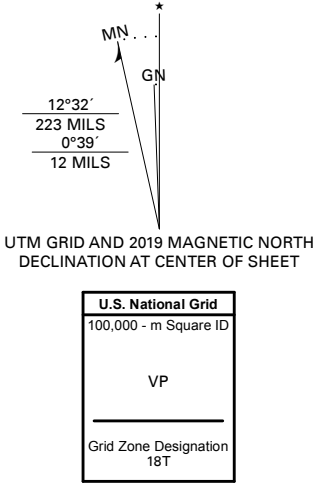 ★
MN
GN
12°32´
223 MILS
0°39´
12 MILS
UTM GRID AND 2019 MAGNETIC NORTH
DECLINATION AT CENTER OF SHEET
U.S. National Grid
100,000 - m Square ID
VP
Grid Zone Designation
18T